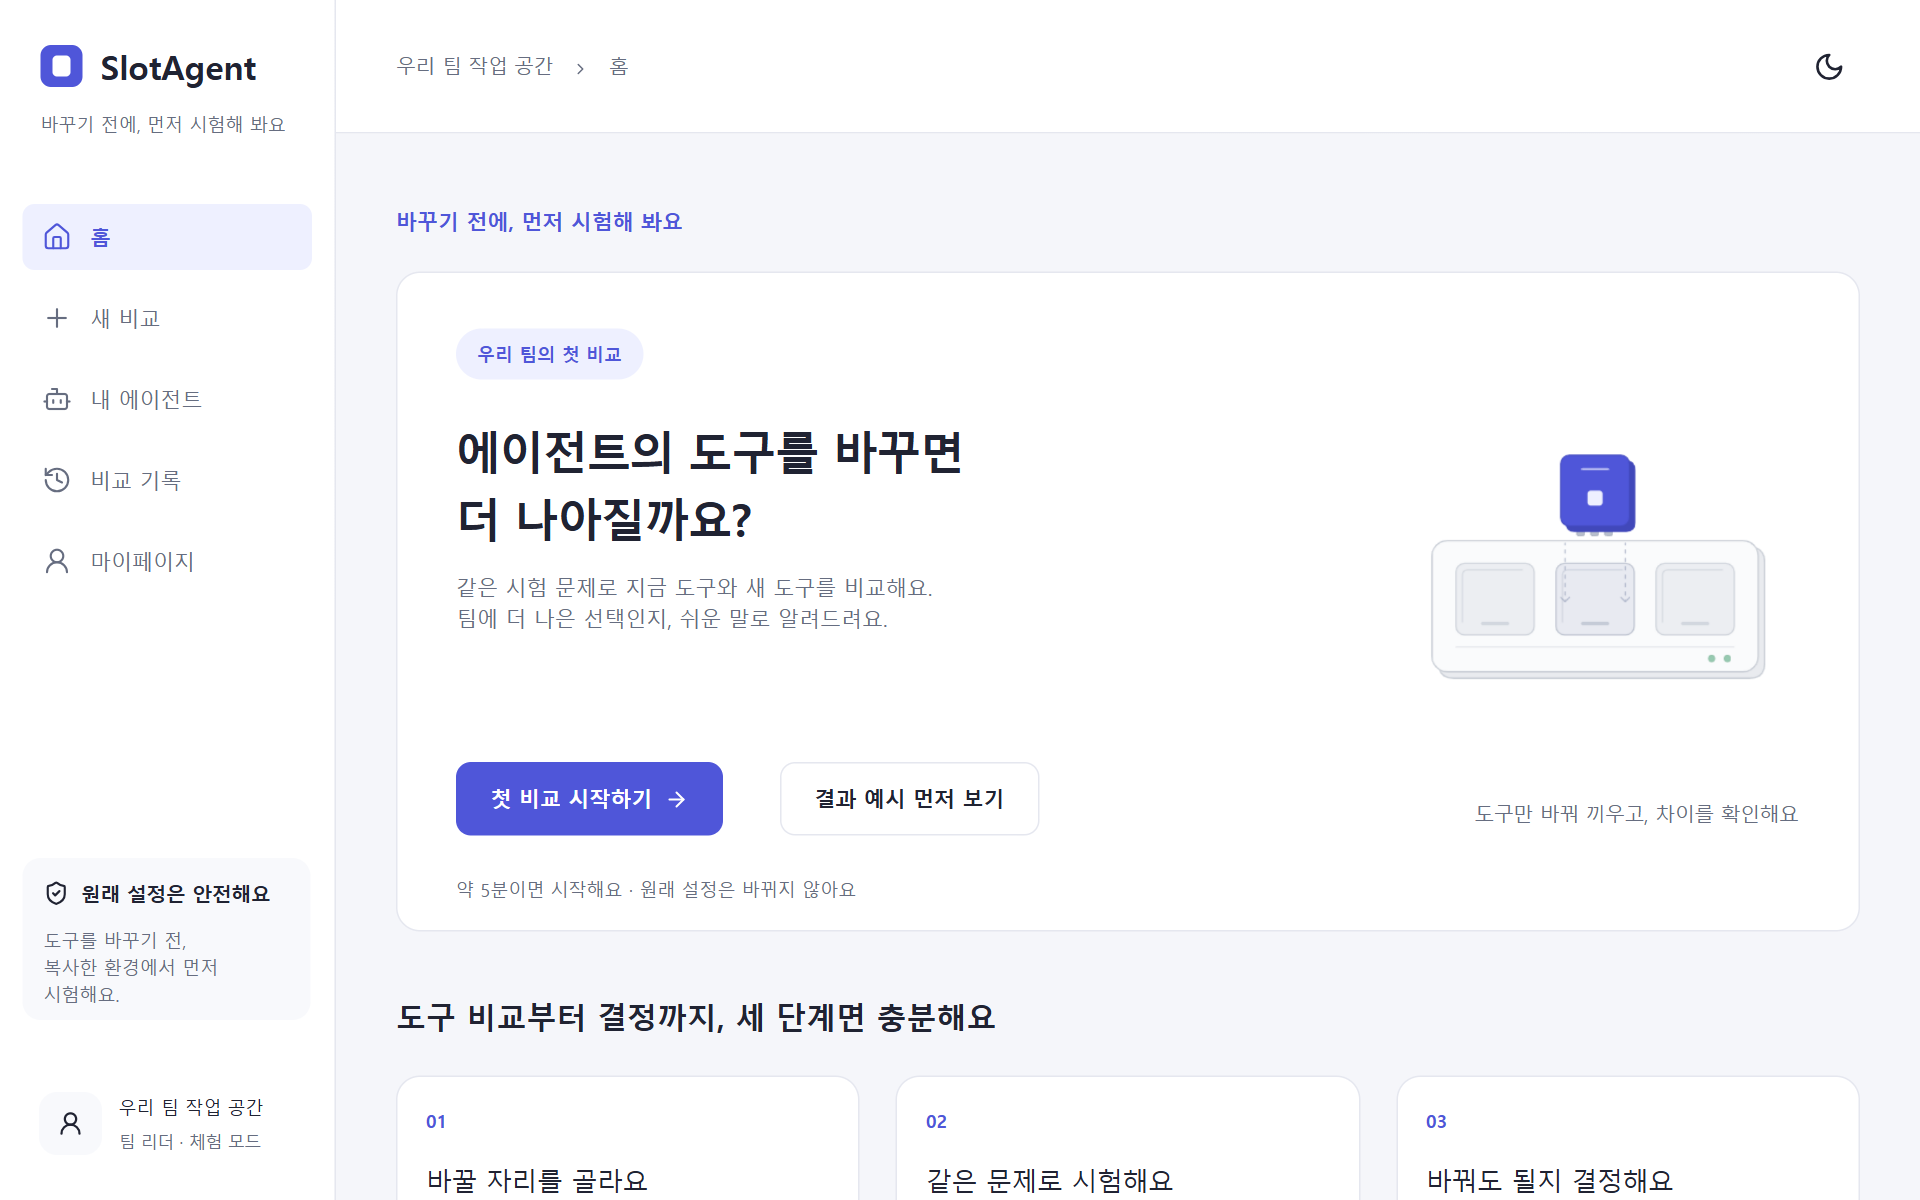 SlotAgent
바꾸기 전에, 먼저 시험해 봐요
홈
새 비교
내 에이전트
비교 기록
마이페이지
원래 설정은 안전해요
도구를 바꾸기 전,
복사한 환경에서 먼저
시험해요.
우리 팀 작업 공간
팀 리더 · 체험 모드
우리 팀 작업 공간 › 홈
바꾸기 전에, 먼저 시험해 봐요
우리 팀의 첫 비교
에이전트의 도구를 바꾸면
더 나아질까요?
같은 시험 문제로 지금 도구와 새 도구를 비교해요.
팀에 더 나은 선택인지, 쉬운 말로 알려드려요.
첫 비교 시작하기 →
결과 예시 먼저 보기
약 5분이면 시작해요 · 원래 설정은 바뀌지 않아요
도구만 바꿔 끼우고, 차이를 확인해요
도구 비교부터 결정까지, 세 단계면 충분해요
01
바꿀 자리를 골라요
02
같은 문제로 시험해요
03
바꿔도 될지 결정해요